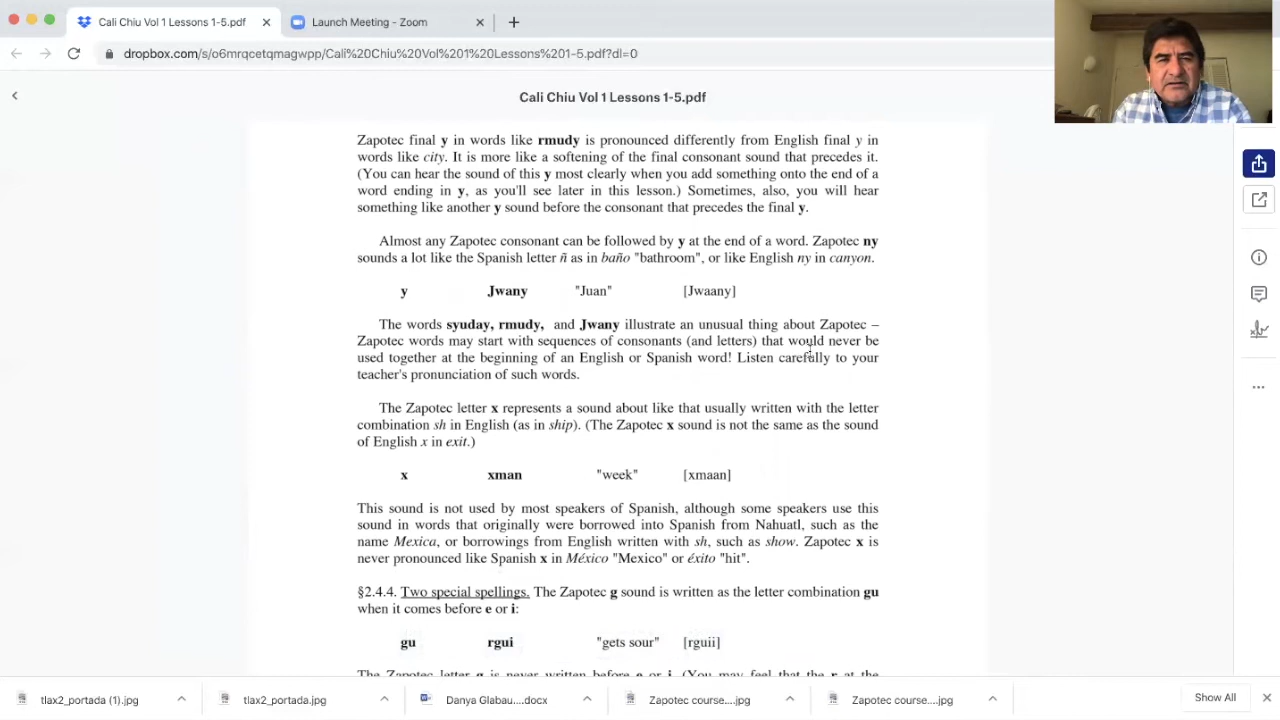 Cali Chiu Vol 1 Lessons 1-5.pdf
Launch Meeting - Zoom
dropbox.com/s/o6mrqcetqmagwpp/Cali%20Chiu%20Vol%201%20Lessons%201-5.pdf?dl=0
Cali Chiu Vol 1 Lessons 1-5.pdf
Zapotec final y in words like rmudy is pronounced differently from English final y in
words like city. It is more like a softening of the final consonant sound that precedes it.
(You can hear the sound of this y most clearly when you add something onto the end of a
word ending in y, as you'll see later in this lesson.) Sometimes, also, you will hear
something like another y sound before the consonant that precedes the final y.
Almost any Zapotec consonant can be followed by y at the end of a word. Zapotec ny
sounds a lot like the Spanish letter ñ as in baño "bathroom", or like English ny in canyon.
y Jwany "Juan" [Jwaany]
The words syuday, rmudy, and Jwany illustrate an unusual thing about Zapotec –
Zapotec words may start with sequences of consonants (and letters) that would never be
used together at the beginning of an English or Spanish word! Listen carefully to your
teacher's pronunciation of such words.
The Zapotec letter x represents a sound about like that usually written with the letter
combination sh in English (as in ship). (The Zapotec x sound is not the same as the sound
of English x in exit.)
x xman "week" [xmaan]
This sound is not used by most speakers of Spanish, although some speakers use this
sound in words that originally were borrowed into Spanish from Nahuatl, such as the
name Mexica, or borrowings from English written with sh, such as show. Zapotec x is
never pronounced like Spanish x in México "Mexico" or éxito "hit".
§2.4.4. Two special spellings. The Zapotec g sound is written as the letter combination gu
when it comes before e or i:
gu rgui "gets sour" [rguii]
The Zapotec letter g is never written before e or i. (You may feel that the r at the
tlax2_portada (1).jpg
tlax2_portada.jpg
Danya Glabau....docx
Zapotec course....jpg
Zapotec course....jpg
Show All